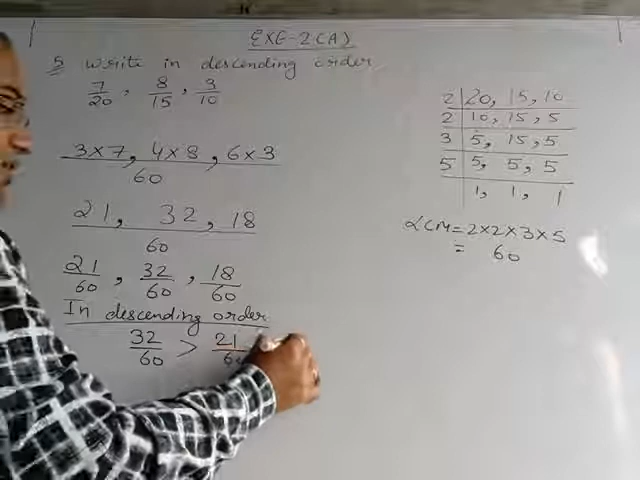 EXE-2(A)
5 write in descending order
7/20, 8/15, 3/10
3×7, 4×8, 6×3
60
21, 32, 18
60
21/60, 32/60, 18/60
In descending order
32/60 > 21/60
2 | 20, 15, 10
2 | 10, 15, 5
3 | 5, 15, 5
5 | 5, 5, 5
1, 1, 1
LCM = 2×2×3×5
= 60